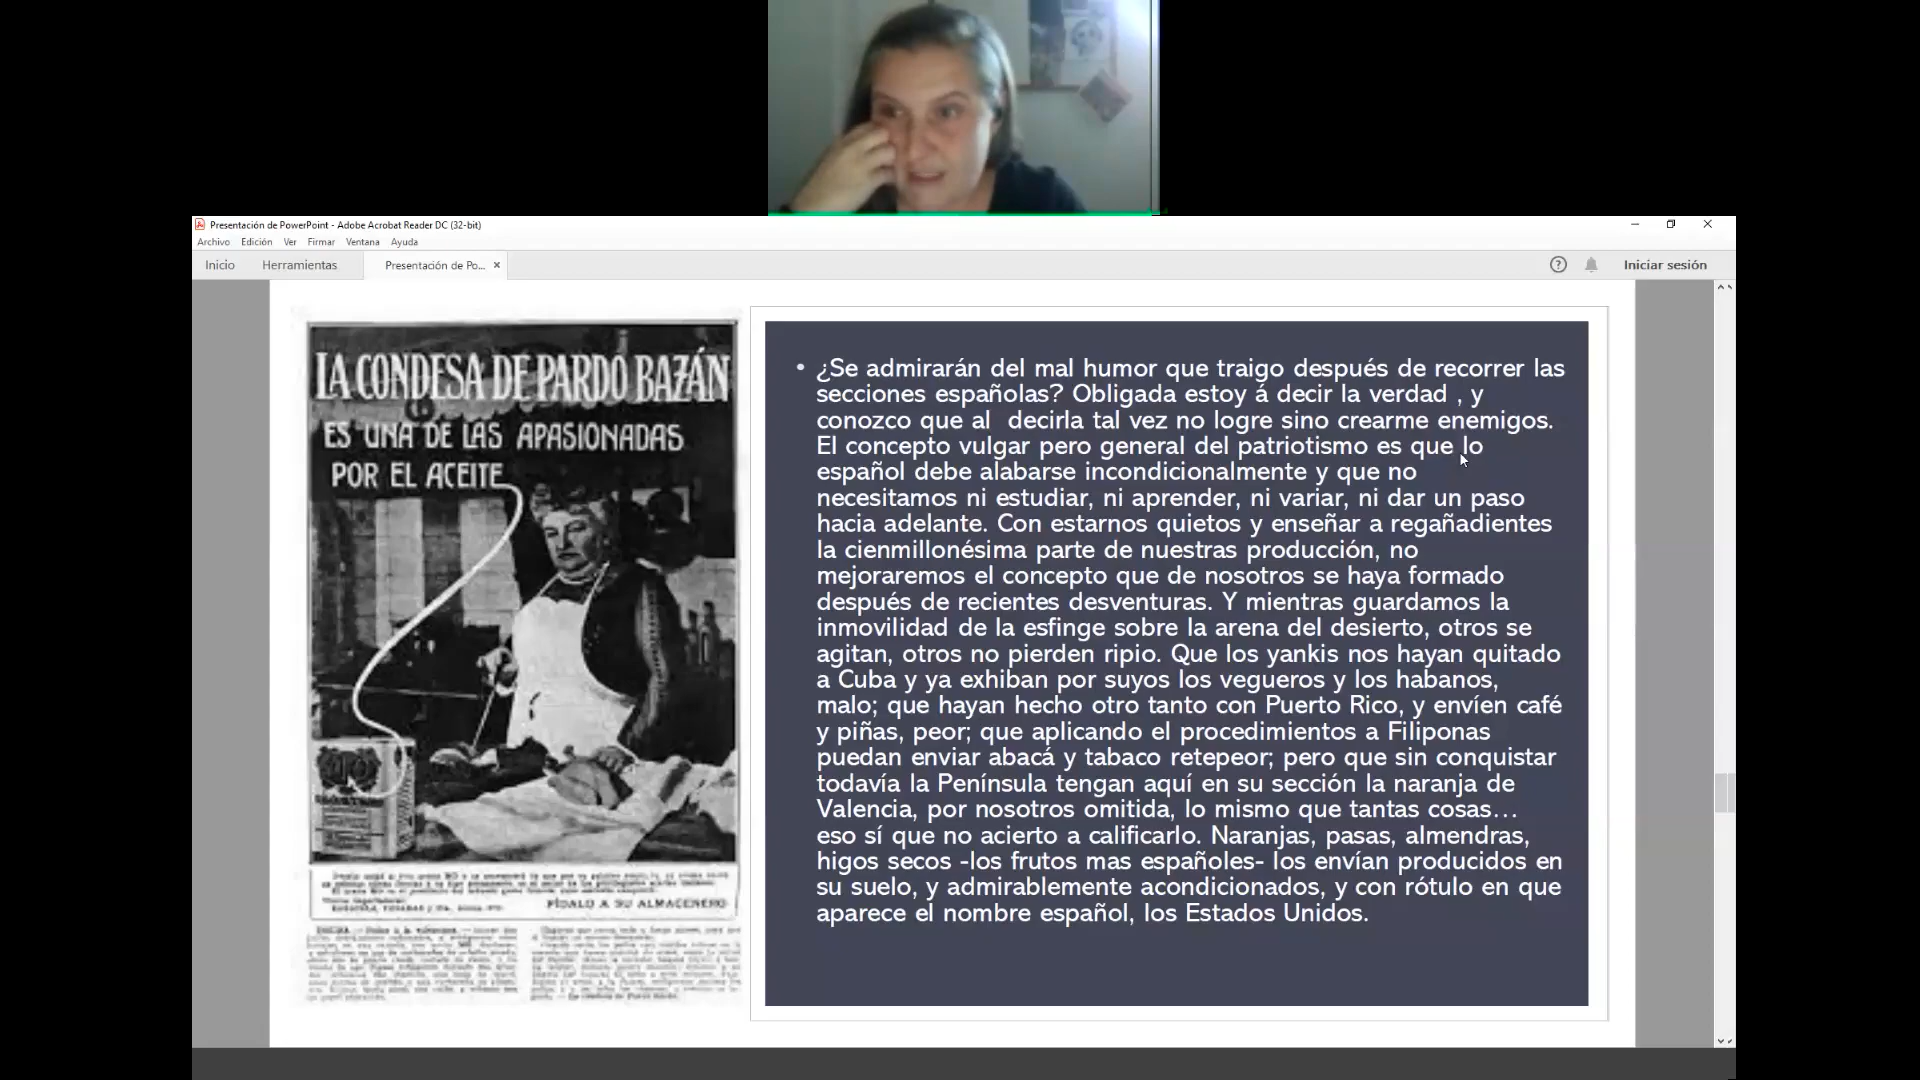 Presentación de PowerPoint - Adobe Acrobat Reader DC (32-bit)
Archivo Edición Ver Firmar Ventana Ayuda
Inicio Herramientas Presentación de Po... × Iniciar sesión
LA CONDESA DE PARDO BAZÁN
ES UNA DE LAS APASIONADAS
POR EL ACEITE
PÍDALO A SU ALMACENERO
• ¿Se admirarán del mal humor que traigo después de recorrer las
secciones españolas? Obligada estoy á decir la verdad , y
conozco que al decirla tal vez no logre sino crearme enemigos.
El concepto vulgar pero general del patriotismo es que lo
español debe alabarse incondicionalmente y que no
necesitamos ni estudiar, ni aprender, ni variar, ni dar un paso
hacia adelante. Con estarnos quietos y enseñar a regañadientes
la cienmillonésima parte de nuestras producción, no
mejoraremos el concepto que de nosotros se haya formado
después de recientes desventuras. Y mientras guardamos la
inmovilidad de la esfinge sobre la arena del desierto, otros se
agitan, otros no pierden ripio. Que los yankis nos hayan quitado
a Cuba y ya exhiban por suyos los vegueros y los habanos,
malo; que hayan hecho otro tanto con Puerto Rico, y envíen café
y piñas, peor; que aplicando el procedimientos a Filiponas
puedan enviar abacá y tabaco retepeor; pero que sin conquistar
todavía la Península tengan aquí en su sección la naranja de
Valencia, por nosotros omitida, lo mismo que tantas cosas...
eso sí que no acierto a calificarlo. Naranjas, pasas, almendras,
higos secos -los frutos mas españoles- los envían producidos en
su suelo, y admirablemente acondicionados, y con rótulo en que
aparece el nombre español, los Estados Unidos.